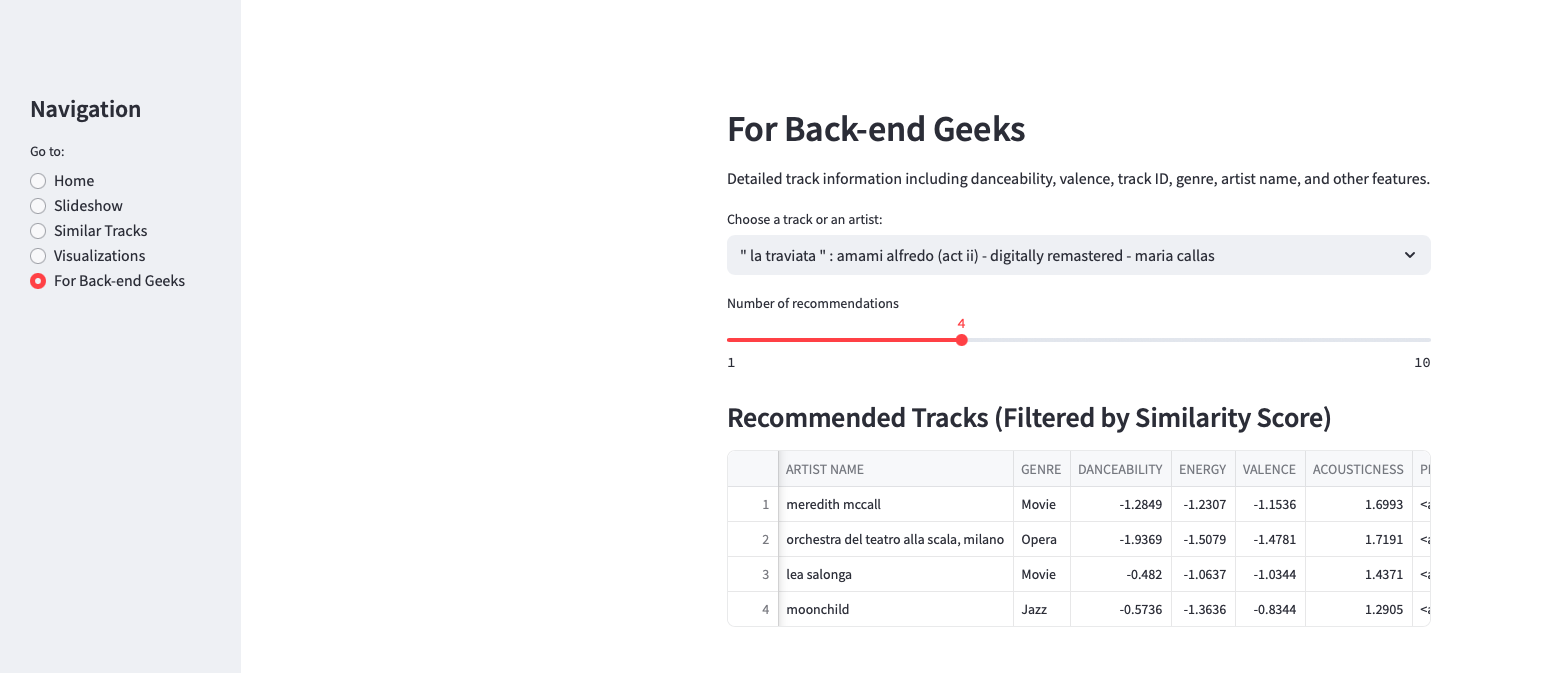 Navigation
Go to:
Home
Slideshow
Similar Tracks
Visualizations
For Back-end Geeks
For Back-end Geeks
Detailed track information including danceability, valence, track ID, genre, artist name, and other features.
Choose a track or an artist:
" la traviata " : amami alfredo (act ii) - digitally remastered - maria callas
Number of recommendations
4
1 10
Recommended Tracks (Filtered by Similarity Score)
ARTIST NAME GENRE DANCEABILITY ENERGY VALENCE ACOUSTICNESS
1 meredith mccall Movie -1.2849 -1.2307 -1.1536 1.6993
2 orchestra del teatro alla scala, milano Opera -1.9369 -1.5079 -1.4781 1.7191
3 lea salonga Movie -0.482 -1.0637 -1.0344 1.4371
4 moonchild Jazz -0.5736 -1.3636 -0.8344 1.2905